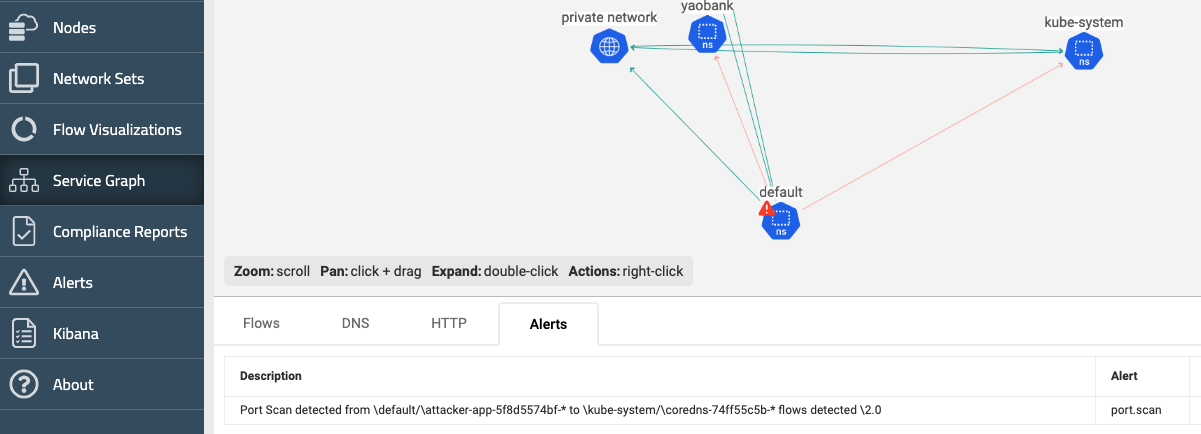 Nodes
Network Sets
Flow Visualizations
Service Graph
Compliance Reports
Alerts
Kibana
About
private network
yaobank
ns
kube-system
ns
default
ns
Zoom: scroll Pan: click + drag Expand: double-click Actions: right-click
Flows DNS HTTP Alerts
Description Alert
Port Scan detected from \default/\attacker-app-5f8d5574bf-* to \kube-system/\coredns-74ff55c5b-* flows detected \2.0 port.scan